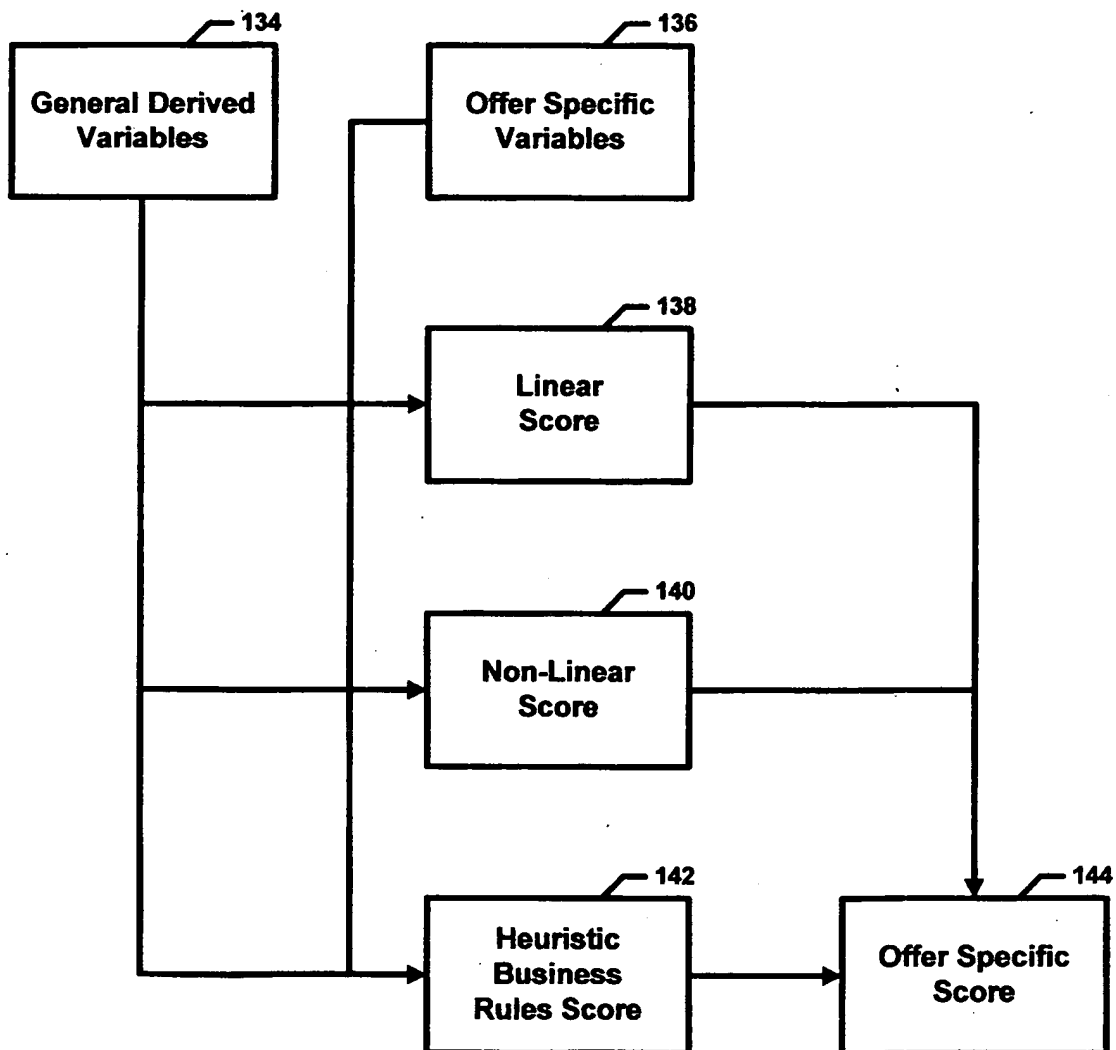 134
General Derived
Variables
136
Offer Specific
Variables
138
Linear
Score
140
Non-Linear
Score
142
Heuristic
Business
Rules Score
144
Offer Specific
Score